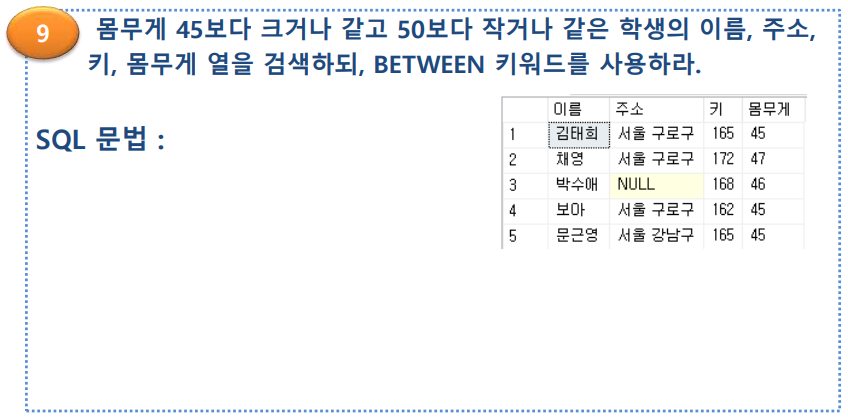 9
몸무게 45보다 크거나 같고 50보다 작거나 같은 학생의 이름, 주소,
키, 몸무게 열을 검색하되, BETWEEN 키워드를 사용하라.
SQL 문법 :
이름 주소 키 몸무게
1 김태희 서울 구로구 165 45
2 채영 서울 구로구 172 47
3 박수애 NULL 168 46
4 보아 서울 구로구 162 45
5 문근영 서울 강남구 165 45